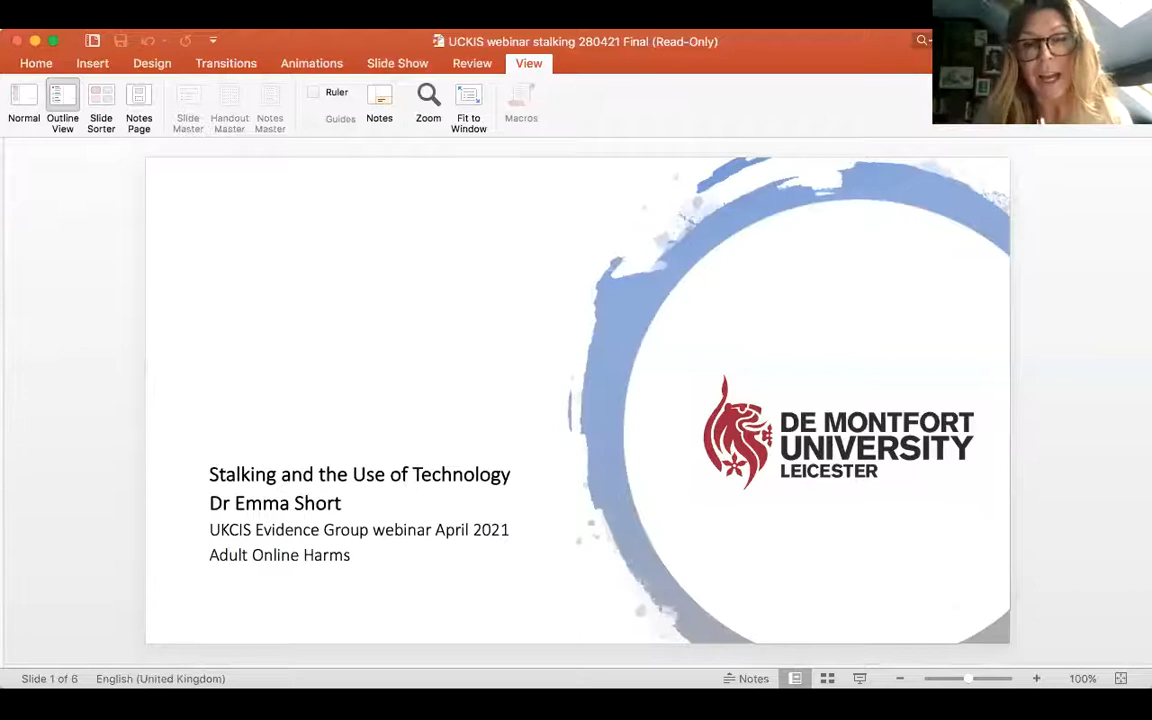 UCKIS webinar stalking 280421 Final (Read-Only)
Home Insert Design Transitions Animations Slide Show Review View
Normal
Outline View
Slide Sorter
Notes Page
Slide Master
Handout Master
Notes Master
Ruler
Guides
Notes
Zoom
Fit to Window
Macros
DE MONTFORT
UNIVERSITY
LEICESTER
Stalking and the Use of Technology
Dr Emma Short
UKCIS Evidence Group webinar April 2021
Adult Online Harms
Slide 1 of 6 English (United Kingdom) Notes 100%